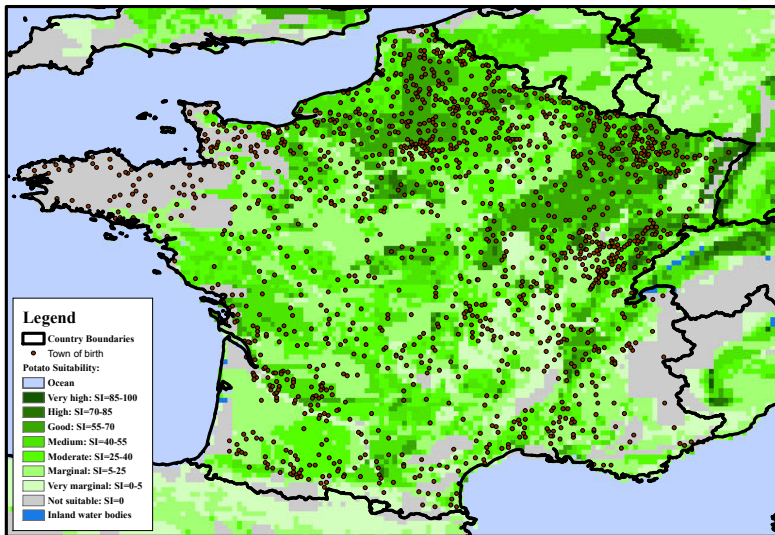 Legend
Country Boundaries
Town of birth
Potato Suitability:
Ocean
Very high: SI=85-100
High: SI=70-85
Good: SI=55-70
Medium: SI=40-55
Moderate: SI=25-40
Marginal: SI=5-25
Very marginal: SI=0-5
Not suitable: SI=0
Inland water bodies